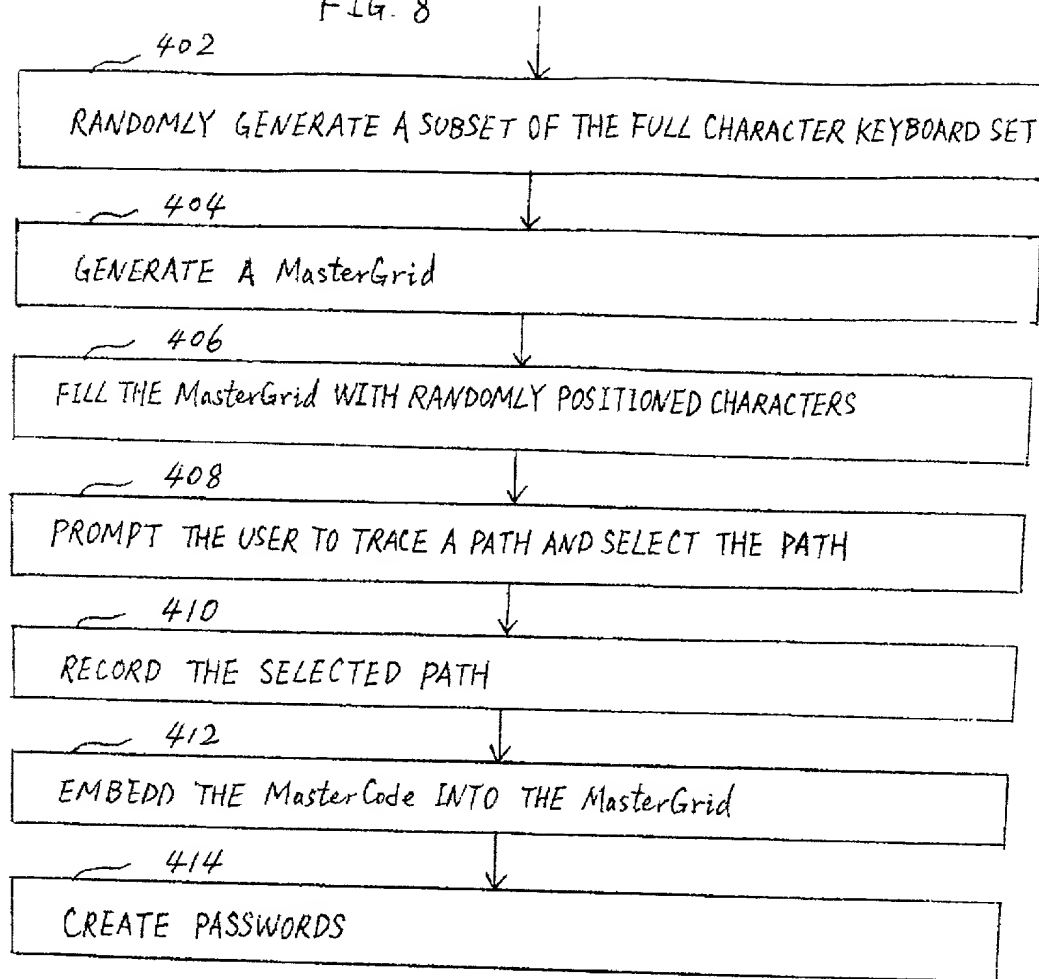 FIG. 8
402
RANDOMLY GENERATE A SUBSET OF THE FULL CHARACTER KEYBOARD SET
404
GENERATE A MasterGrid
406
FILL THE MasterGrid WITH RANDOMLY POSITIONED CHARACTERS
408
PROMPT THE USER TO TRACE A PATH AND SELECT THE PATH
410
RECORD THE SELECTED PATH
412
EMBEDD THE MasterCode INTO THE MasterGrid
414
CREATE PASSWORDS